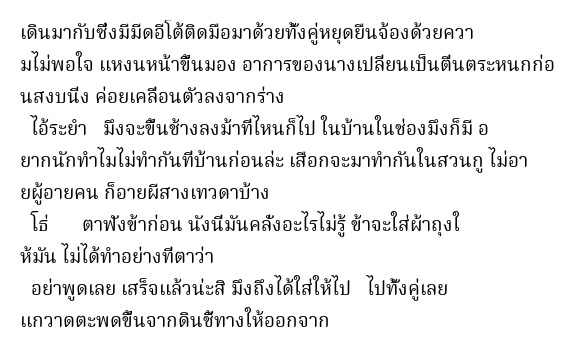 เดินมากับซึ่งมีมีดอีโต้ติดมือมาด้วยทั้งคู่หยุดยืนจ้องด้วยควา
มไม่พอใจ แหงนหน้าขึ้นมอง อาการของนางเปลี่ยนเป็นตื่นตระหนกก่อ
นสงบนิ่ง ค่อยเคลื่อนตัวลงจากร่าง
ไอ้ระยำ มึงจะขึ้นช้างลงม้าที่ไหนก็ไป ในบ้านในช่องมึงก็มี อ
ยากนักทำไมไม่ทำกันที่บ้านก่อนล่ะ เสือกจะมาทำกันในสวนกู ไม่อา
ยผู้อายคน ก็อายผีสางเทวดาบ้าง
โธ่ ตาฟังข้าก่อน นังนี่มันคลั่งอะไรไม่รู้ ข้าจะใส่ผ้าถุงใ
ห้มัน ไม่ได้ทำอย่างที่ตาว่า
อย่าพูดเลย เสร็จแล้วน่ะสิ มึงถึงได้ใส่ให้ไป ไปทั้งคู่เลย
แกวาดตะพดขึ้นจากดินชี้ทางให้ออกจาก